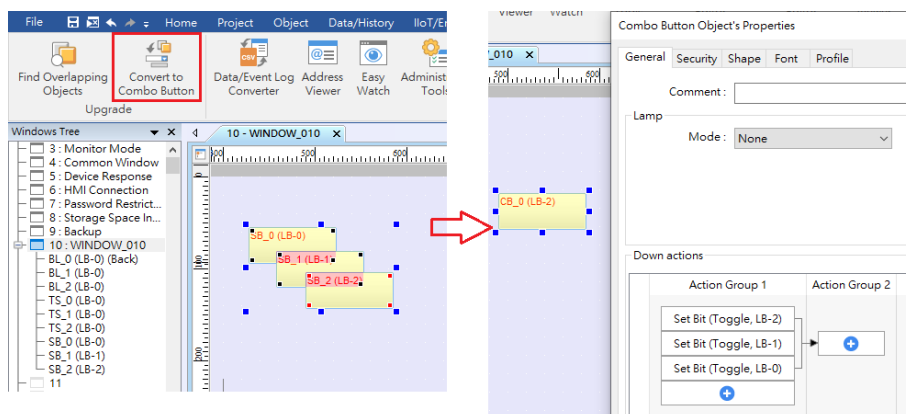 File
Home
Project
Object
Data/History
Find Overlapping
Objects
Convert to
Combo Button
Data/Event Log
Converter
Address
Viewer
Easy
Watch
Tools
Upgrade
Windows Tree
3 : Monitor Mode
4 : Common Window
5 : Device Response
6 : HMI Connection
7 : Password Restrict...
8 : Storage Space In...
9 : Backup
10 : WINDOW_010
BL_0 (LB-0) (Back)
BL_1 (LB-0)
BL_2 (LB-0)
TS_0 (LB-0)
TS_1 (LB-0)
TS_2 (LB-0)
SB_0 (LB-0)
SB_1 (LB-1)
SB_2 (LB-2)
11
10 - WINDOW_010
500
600
100
200
SB_0 (LB-0)
SB_1 (LB-1)
SB_2 (LB-2)
Viewer
Watch
_010
500
600
CB_0 (LB-2)
Combo Button Object's Properties
General
Security
Shape
Font
Profile
Comment :
Lamp
Mode :
None
Down actions
Action Group 1
Action Group 2
Set Bit (Toggle, LB-2)
Set Bit (Toggle, LB-1)
Set Bit (Toggle, LB-0)